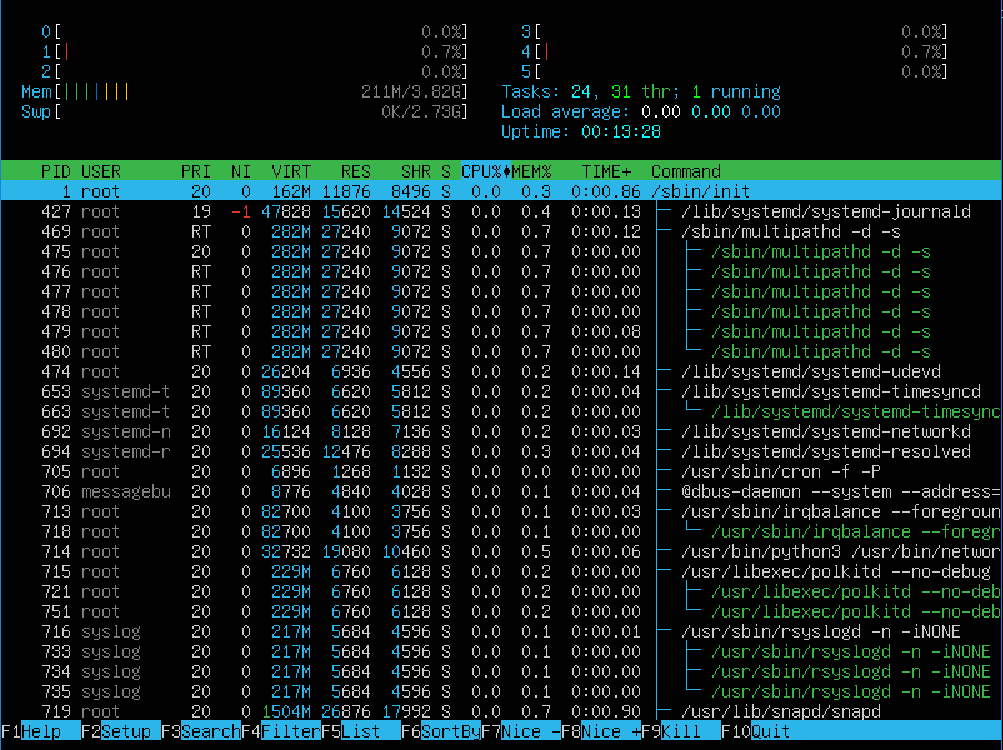 0[ 0.0%] 3[ 0.0%]
1[| 0.7%] 4[| 0.7%]
2[ 0.0%] 5[ 0.0%]
Mem[||||||| 211M/3.82G] Tasks: 24, 31 thr; 1 running
Swp[ 0K/2.73G] Load average: 0.00 0.00 0.00
Uptime: 00:13:28
PID USER PRI NI VIRT RES SHR S CPU%♦MEM% TIME+ Command
1 root 20 0 162M 11876 8496 S 0.0 0.3 0:00.86 /sbin/init
427 root 19 -1 47828 15620 14524 S 0.0 0.4 0:00.13 ├─ /lib/systemd/systemd-journald
469 root RT 0 282M 27240 9072 S 0.0 0.7 0:00.12 ├─ /sbin/multipathd -d -s
475 root 20 0 282M 27240 9072 S 0.0 0.7 0:00.00 │ ├─ /sbin/multipathd -d -s
476 root RT 0 282M 27240 9072 S 0.0 0.7 0:00.00 │ ├─ /sbin/multipathd -d -s
477 root RT 0 282M 27240 9072 S 0.0 0.7 0:00.00 │ ├─ /sbin/multipathd -d -s
478 root RT 0 282M 27240 9072 S 0.0 0.7 0:00.00 │ ├─ /sbin/multipathd -d -s
479 root RT 0 282M 27240 9072 S 0.0 0.7 0:00.08 │ ├─ /sbin/multipathd -d -s
480 root RT 0 282M 27240 9072 S 0.0 0.7 0:00.00 │ └─ /sbin/multipathd -d -s
474 root 20 0 26204 6936 4556 S 0.0 0.2 0:00.14 ├─ /lib/systemd/systemd-udevd
653 systemd-t 20 0 89360 6620 5812 S 0.0 0.2 0:00.04 ├─ /lib/systemd/systemd-timesyncd
663 systemd-t 20 0 89360 6620 5812 S 0.0 0.2 0:00.00 │ └─ /lib/systemd/systemd-timesync
692 systemd-n 20 0 16124 8128 7136 S 0.0 0.2 0:00.03 ├─ /lib/systemd/systemd-networkd
694 systemd-r 20 0 25536 12476 8288 S 0.0 0.3 0:00.04 ├─ /lib/systemd/systemd-resolved
705 root 20 0 6896 1268 1132 S 0.0 0.0 0:00.00 ├─ /usr/sbin/cron -f -P
706 messagebu 20 0 8776 4840 4028 S 0.0 0.1 0:00.04 ├─ @dbus-daemon --system --address=
713 root 20 0 82700 4100 3756 S 0.0 0.1 0:00.03 ├─ /usr/sbin/irqbalance --foregroun
718 root 20 0 82700 4100 3756 S 0.0 0.1 0:00.00 │ └─ /usr/sbin/irqbalance --foregr
714 root 20 0 32732 19080 10460 S 0.0 0.5 0:00.06 ├─ /usr/bin/python3 /usr/bin/networ
715 root 20 0 229M 6760 6128 S 0.0 0.2 0:00.00 ├─ /usr/libexec/polkitd --no-debug
721 root 20 0 229M 6760 6128 S 0.0 0.2 0:00.00 │ ├─ /usr/libexec/polkitd --no-deb
751 root 20 0 229M 6760 6128 S 0.0 0.2 0:00.00 │ └─ /usr/libexec/polkitd --no-deb
716 syslog 20 0 217M 5684 4596 S 0.0 0.1 0:00.01 ├─ /usr/sbin/rsyslogd -n -iNONE
733 syslog 20 0 217M 5684 4596 S 0.0 0.1 0:00.00 │ ├─ /usr/sbin/rsyslogd -n -iNONE
734 syslog 20 0 217M 5684 4596 S 0.0 0.1 0:00.00 │ ├─ /usr/sbin/rsyslogd -n -iNONE
735 syslog 20 0 217M 5684 4596 S 0.0 0.1 0:00.00 │ └─ /usr/sbin/rsyslogd -n -iNONE
719 root 20 0 1504M 26876 17992 S 0.0 0.7 0:00.90 ├─ /usr/lib/snapd/snapd
F1Help F2Setup F3SearchF4FilterF5List F6SortByF7Nice -F8Nice +F9Kill F10Quit